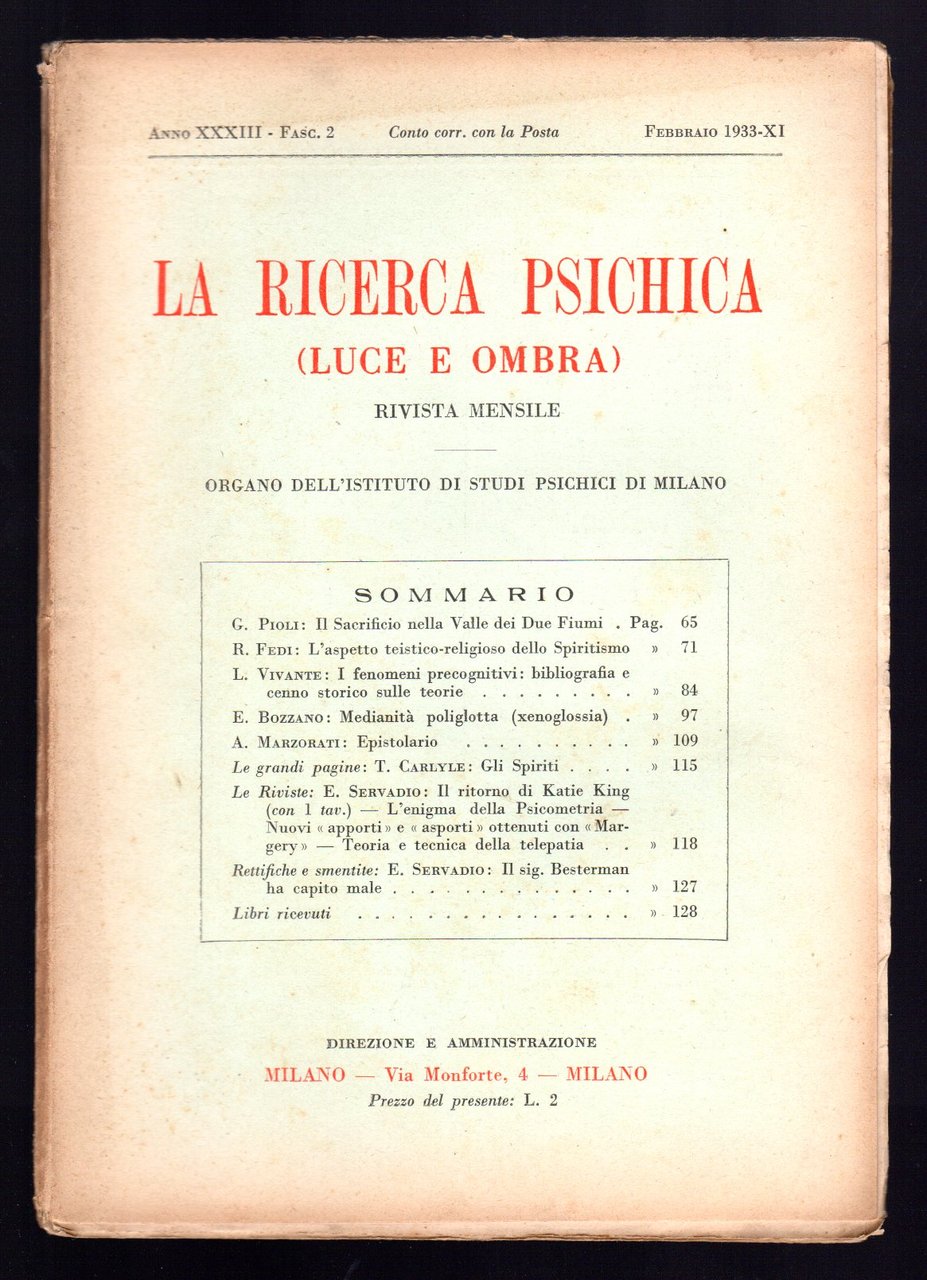 Anno XXXIII - Fasc. 2 Conto corr. con la Posta Febbraio 1933-XI
LA RICERCA PSICHICA
(LUCE E OMBRA)
RIVISTA MENSILE
ORGANO DELL'ISTITUTO DI STUDI PSICHICI DI MILANO
SOMMARIO
G. Pioli: Il Sacrificio nella Valle dei Due Fiumi . Pag. 65
R. Fedi: L'aspetto teistico-religioso dello Spiritismo » 71
L. Vivante: I fenomeni precognitivi: bibliografia e
cenno storico sulle teorie . . . . . . . . . » 84
E. Bozzano: Medianità poliglotta (xenoglossia) . » 97
A. Marzorati: Epistolario . . . . . . . . . . » 109
Le grandi pagine: T. Carlyle: Gli Spiriti . . . . » 115
Le Riviste: E. Servadio: Il ritorno di Katie King
(con 1 tav.) — L'enigma della Psicometria —
Nuovi « apporti » e « asporti » ottenuti con « Mar-
gery » — Teoria e tecnica della telepatia . . » 118
Rettifiche e smentite: E. Servadio: Il sig. Besterman
ha capito male . . . . . . . . . . . . . . » 127
Libri ricevuti . . . . . . . . . . . . . . . . » 128
DIREZIONE E AMMINISTRAZIONE
MILANO — Via Monforte, 4 — MILANO
Prezzo del presente: L. 2